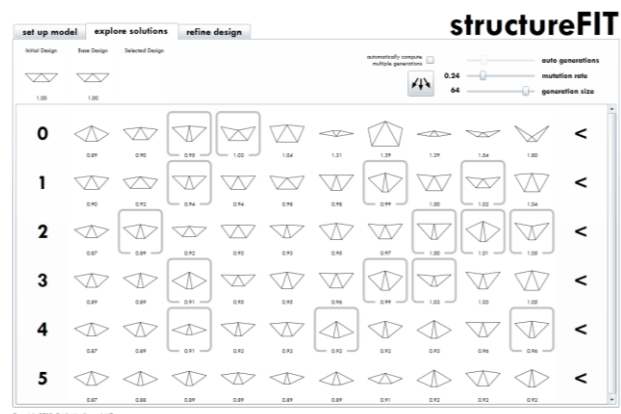 structureFIT
set up model explore solutions refine design
Initial Design Base Design Selected Design
automatically compute
multiple generations
auto generations
0.24 mutation rate
64 generation size
1.00 1.00
0 <
0.89 0.90 0.95 1.03 1.04 1.21 1.29 1.39 1.56 1.80
1 <
0.90 0.92 0.94 0.94 0.98 0.98 0.99 1.00 1.02 1.04
2 <
0.87 0.89 0.92 0.92 0.93 0.95 0.97 1.00 1.01 1.05
3 <
0.89 0.89 0.91 0.95 0.95 0.96 0.99 1.03 1.03 1.05
4 <
0.87 0.89 0.91 0.92 0.92 0.93 0.93 0.93 0.96 0.96
5 <
0.87 0.88 0.89 0.89 0.89 0.89 0.91 0.92 0.92 0.92